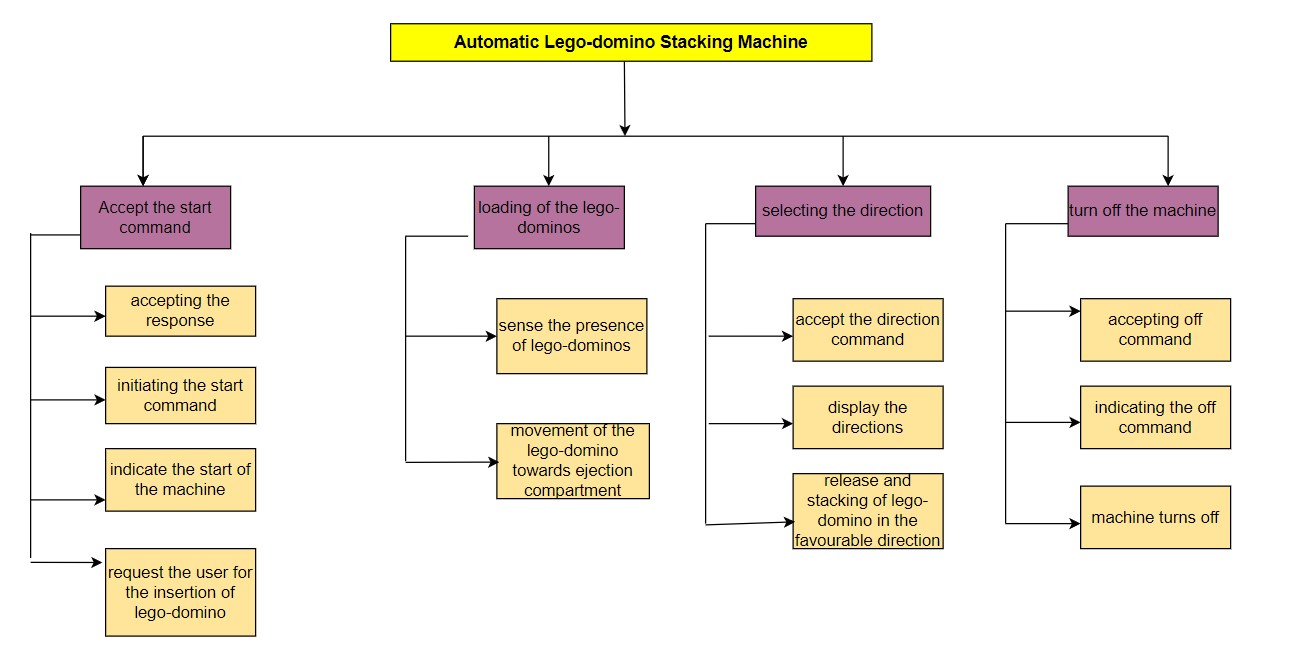 Automatic Lego-domino Stacking Machine
Accept the start
command
accepting the
response
initiating the start
command
indicate the start of
the machine
request the user for
the insertion of
lego-domino
loading of the lego-
dominos
sense the presence
of lego-dominos
movement of the
lego-domino
towards ejection
compartment
selecting the direction
accept the direction
command
display the
directions
release and
stacking of lego-
domino in the
favourable direction
turn off the machine
accepting off
command
indicating the off
command
machine turns off